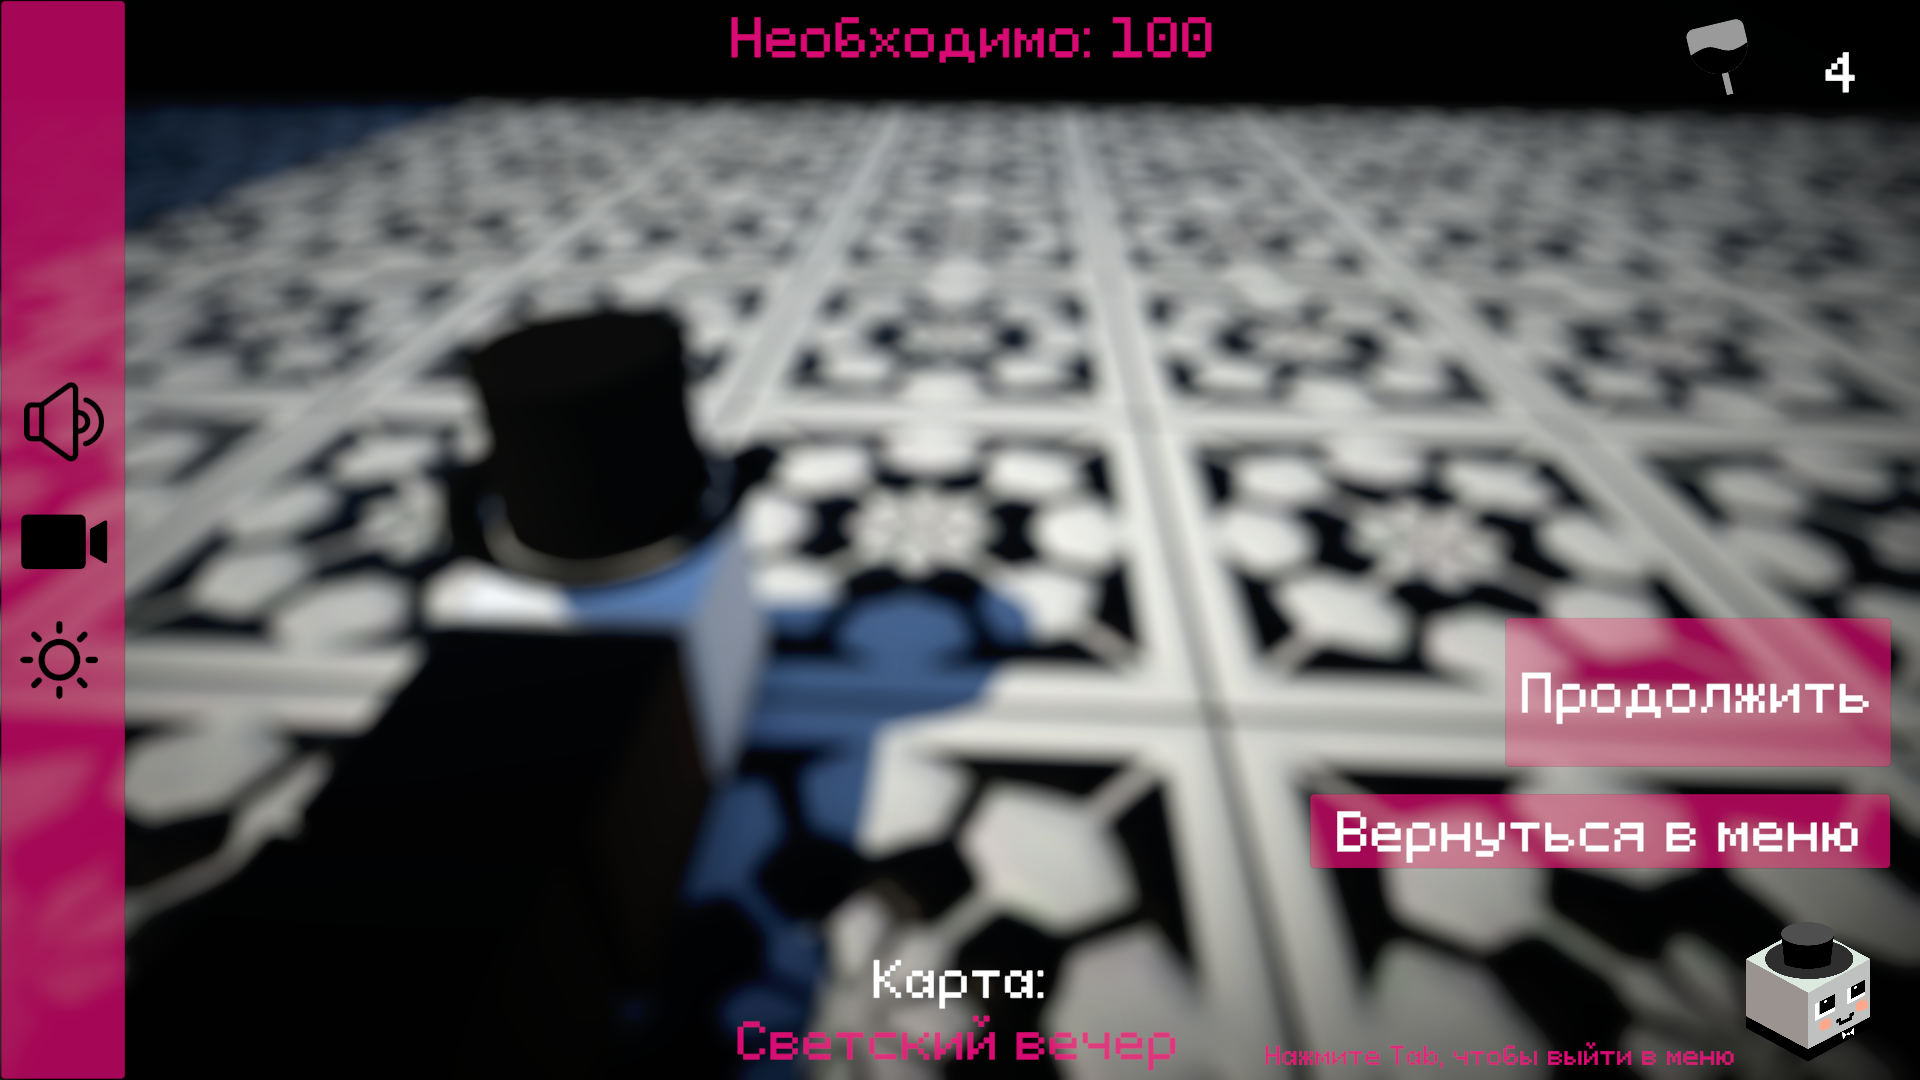 Необходимо: 100
4
Продолжить
Вернуться в меню
Карта:
Светский вечер
Нажмите Tab, чтобы выйти в меню